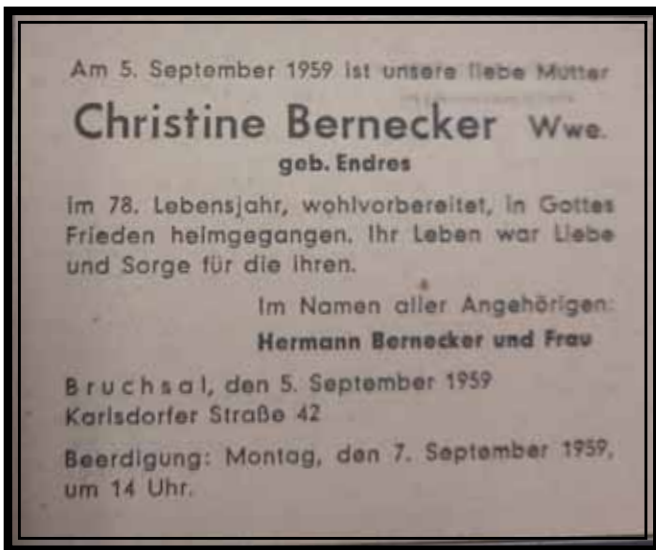 Am 5. September 1959 ist unsere liebe Mutter
Christine Bernecker Wwe.
geb. Endres
im 78. Lebensjahr, wohlvorbereitet, in Gottes
Frieden heimgegangen. Ihr Leben war Liebe
und Sorge für die ihren.
Im Namen aller Angehörigen:
Hermann Bernecker und Frau
Bruchsal, den 5. September 1959
Karlsdorfer Straße 42
Beerdigung: Montag, den 7. September 1959,
um 14 Uhr.